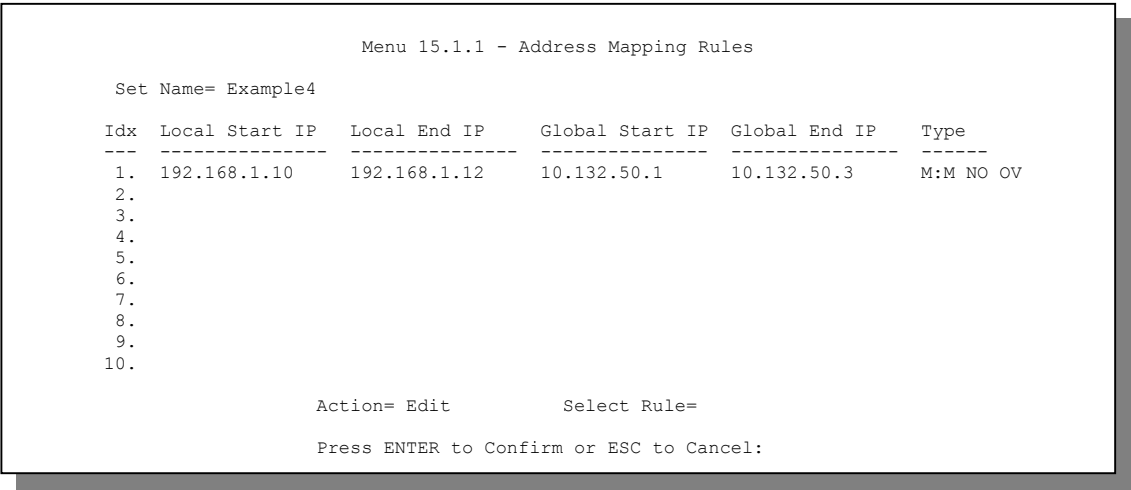 Menu 15.1.1 - Address Mapping Rules
Set Name= Example4
Idx Local Start IP Local End IP Global Start IP Global End IP Type
--- --------------- --------------- --------------- --------------- ------
1. 192.168.1.10 192.168.1.12 10.132.50.1 10.132.50.3 M:M NO OV
2.
3.
4.
5.
6.
7.
8.
9.
10.
Action= Edit Select Rule=
Press ENTER to Confirm or ESC to Cancel: